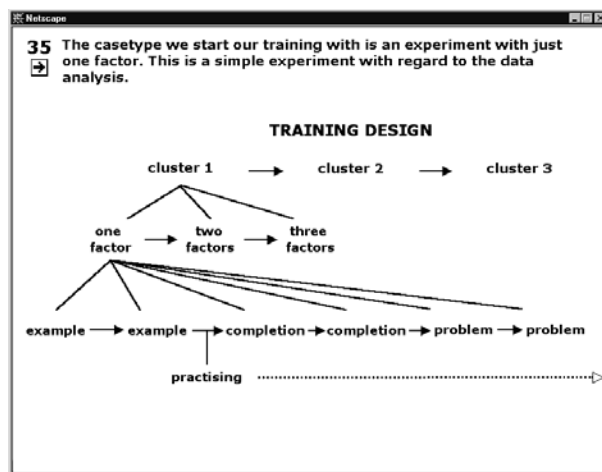 Netscape
35 The casetype we start our training with is an experiment with just
one factor. This is a simple experiment with regard to the data
analysis.
TRAINING DESIGN
cluster 1 cluster 2 cluster 3
one two three
factor factors factors
example example completion completion problem problem
practising